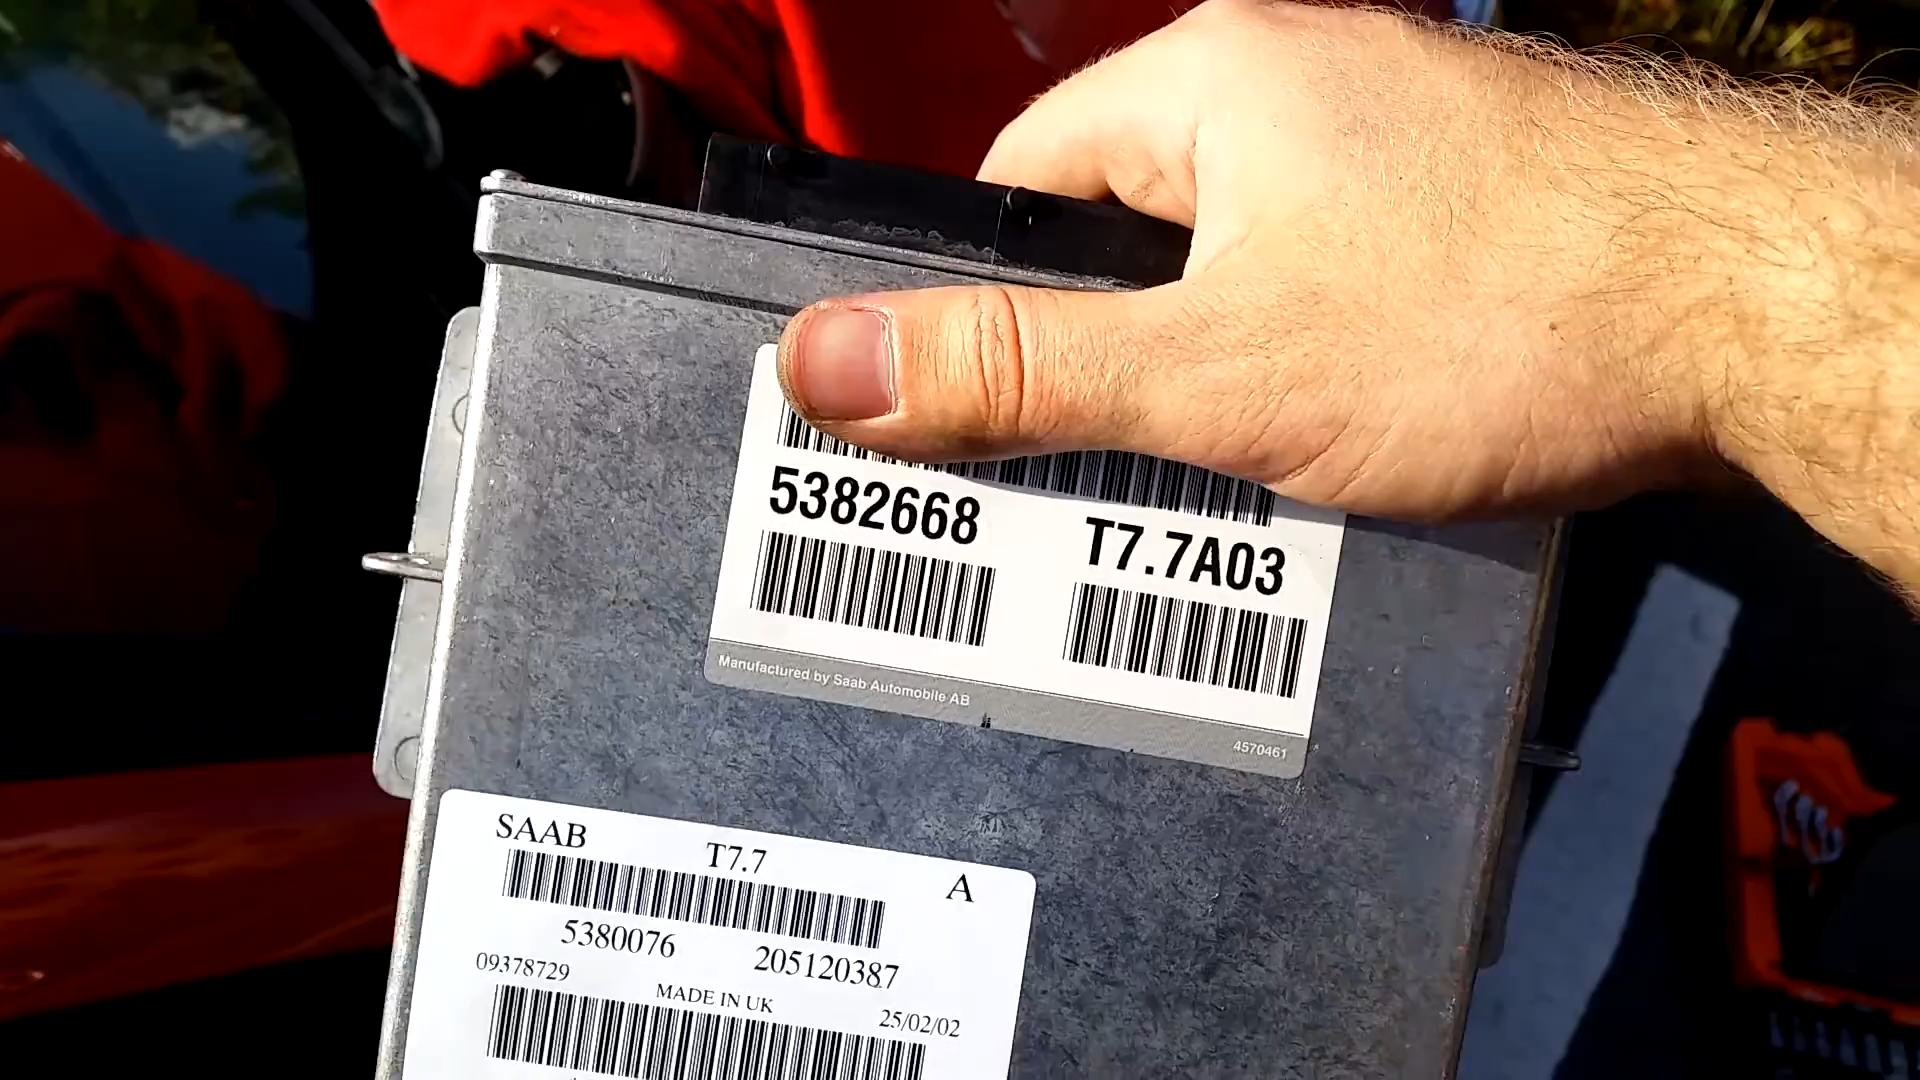 5382668 T7.7A03
Manufactured by Saab Automobile AB
4570461
SAAB T7.7 A
5380076 205120387
09378729 MADE IN UK 25/02/02